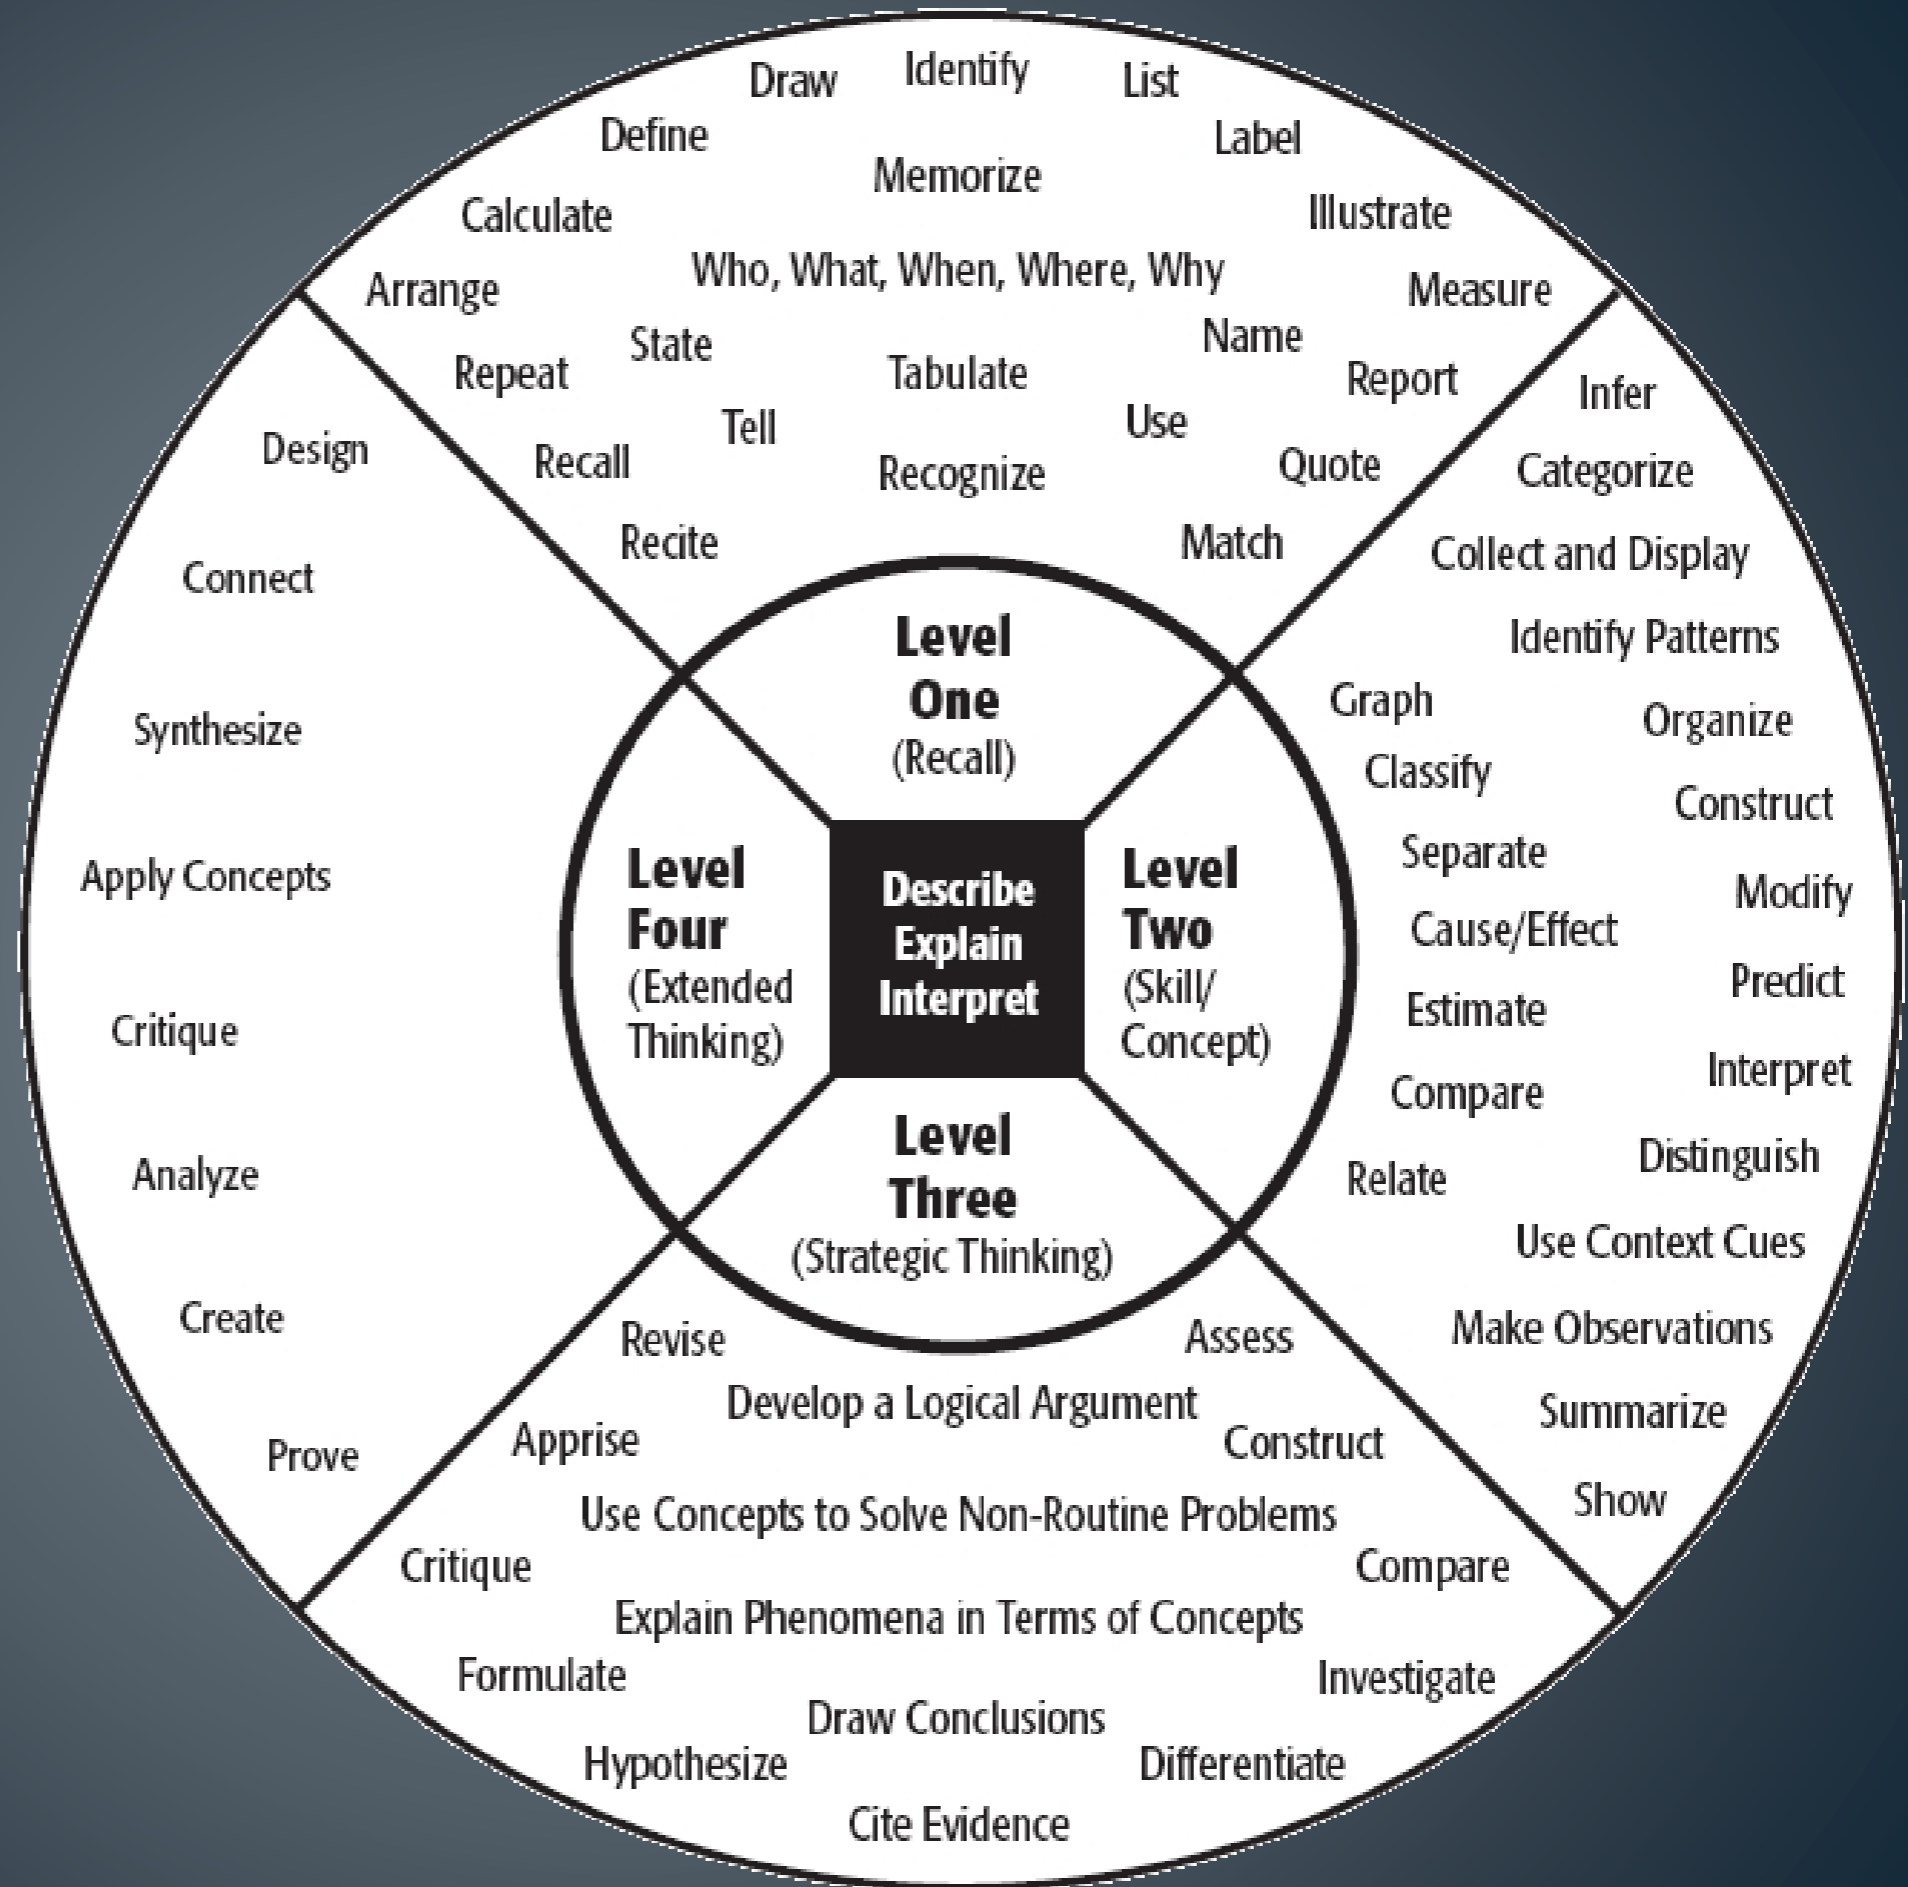 Draw
Identify
List
Define
Label
Memorize
Calculate
Illustrate
Who, What, When, Where, Why
Arrange
Measure
State
Name
Repeat
Tabulate
Report
Tell
Use
Recall
Recognize
Quote
Recite
Match
Level
One
(Recall)
Infer
Categorize
Collect and Display
Identify Patterns
Graph
Organize
Classify
Construct
Separate
Modify
Cause/Effect
Predict
Estimate
Interpret
Compare
Distinguish
Relate
Use Context Cues
Make Observations
Summarize
Show
Level
Two
(Skill/
Concept)
Describe
Explain
Interpret
Level
Three
(Strategic Thinking)
Revise
Assess
Develop a Logical Argument
Apprise
Construct
Use Concepts to Solve Non-Routine Problems
Critique
Compare
Explain Phenomena in Terms of Concepts
Formulate
Investigate
Draw Conclusions
Hypothesize
Differentiate
Cite Evidence
Level
Four
(Extended
Thinking)
Design
Connect
Synthesize
Apply Concepts
Critique
Analyze
Create
Prove